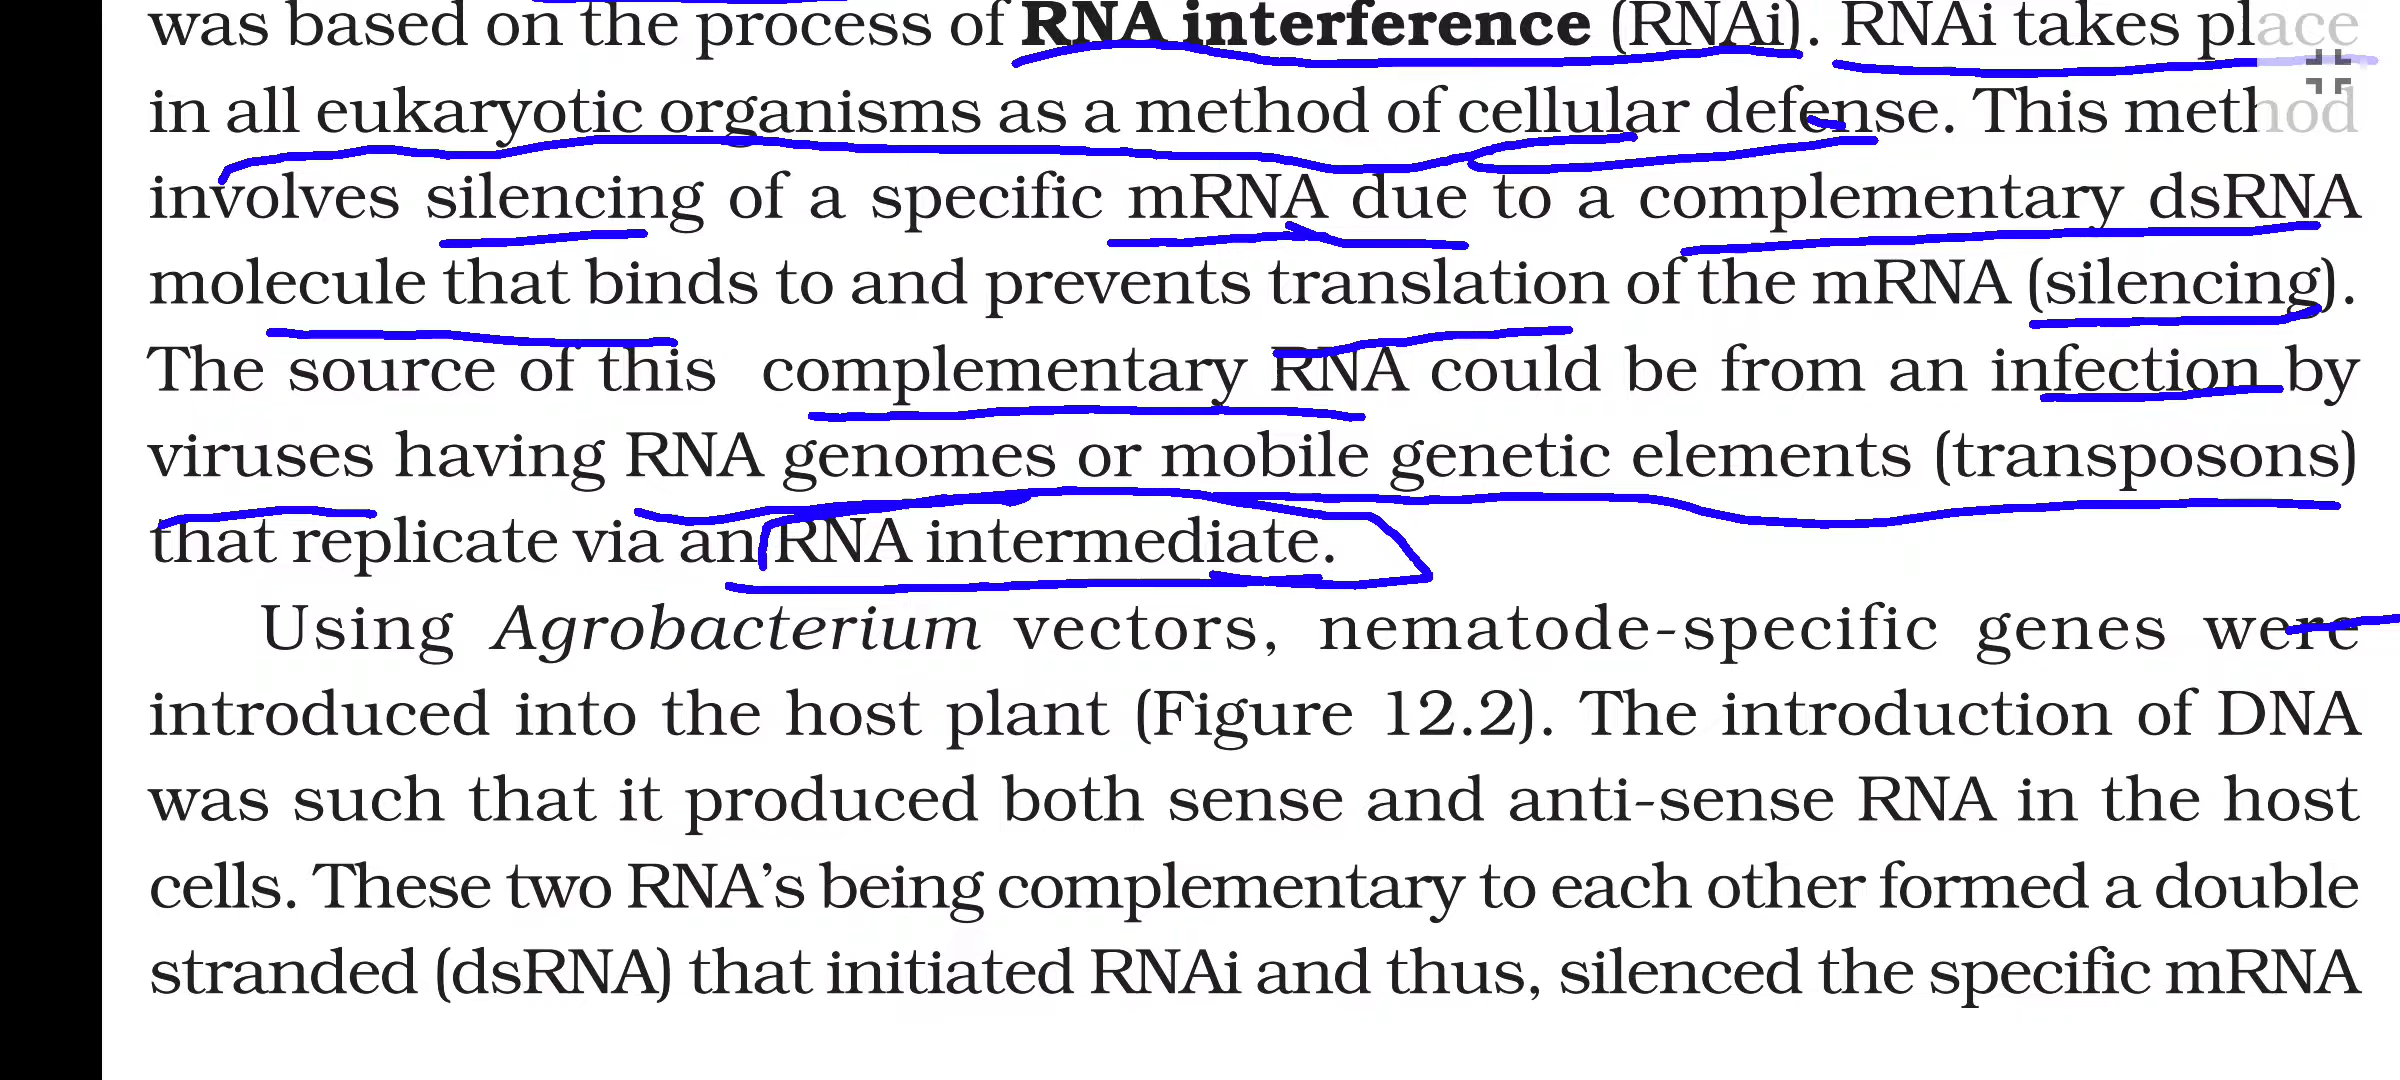 was based on the process of RNA interference (RNAi). RNAi takes place
in all eukaryotic organisms as a method of cellular defense. This method
involves silencing of a specific mRNA due to a complementary dsRNA
molecule that binds to and prevents translation of the mRNA (silencing).
The source of this complementary RNA could be from an infection by
viruses having RNA genomes or mobile genetic elements (transposons)
that replicate via an RNA intermediate.
Using Agrobacterium vectors, nematode-specific genes were
introduced into the host plant (Figure 12.2). The introduction of DNA
was such that it produced both sense and anti-sense RNA in the host
cells. These two RNA’s being complementary to each other formed a double
stranded (dsRNA) that initiated RNAi and thus, silenced the specific mRNA